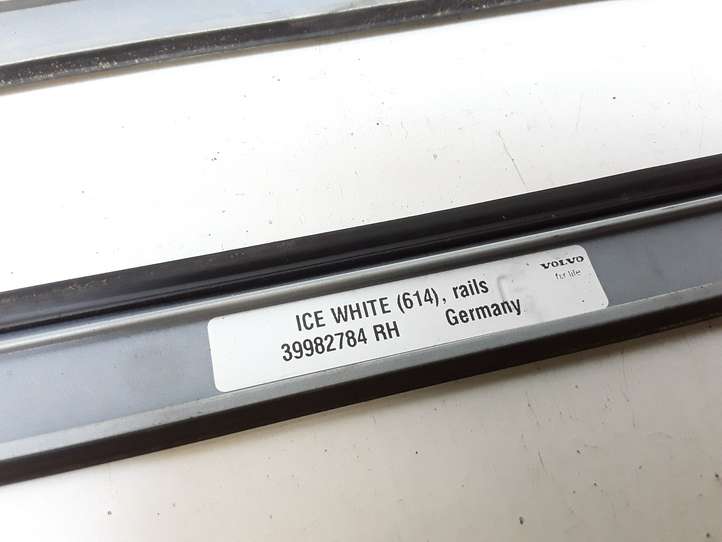 VOLVO
for life
ICE WHITE (614), rails
39982784 RH Germany